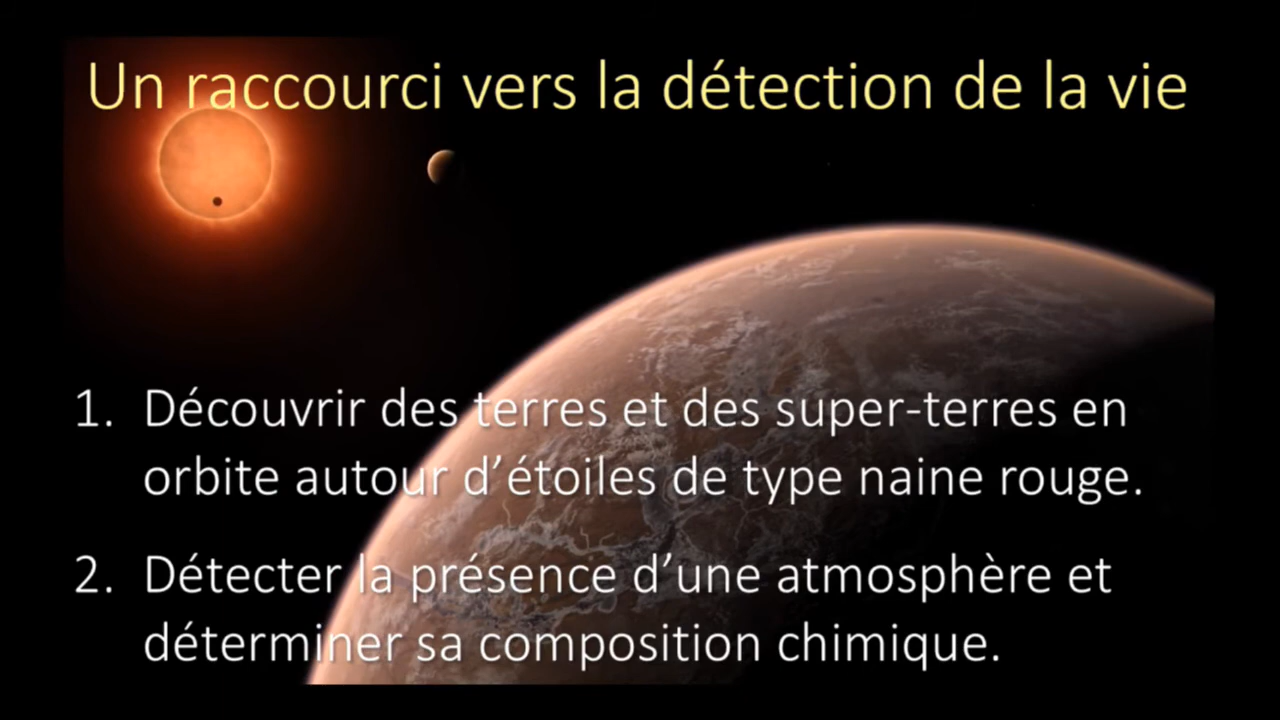 Un raccourci vers la détection de la vie
1. Découvrir des terres et des super-terres en
orbite autour d’étoiles de type naine rouge.
2. Détecter la présence d’une atmosphère et
déterminer sa composition chimique.